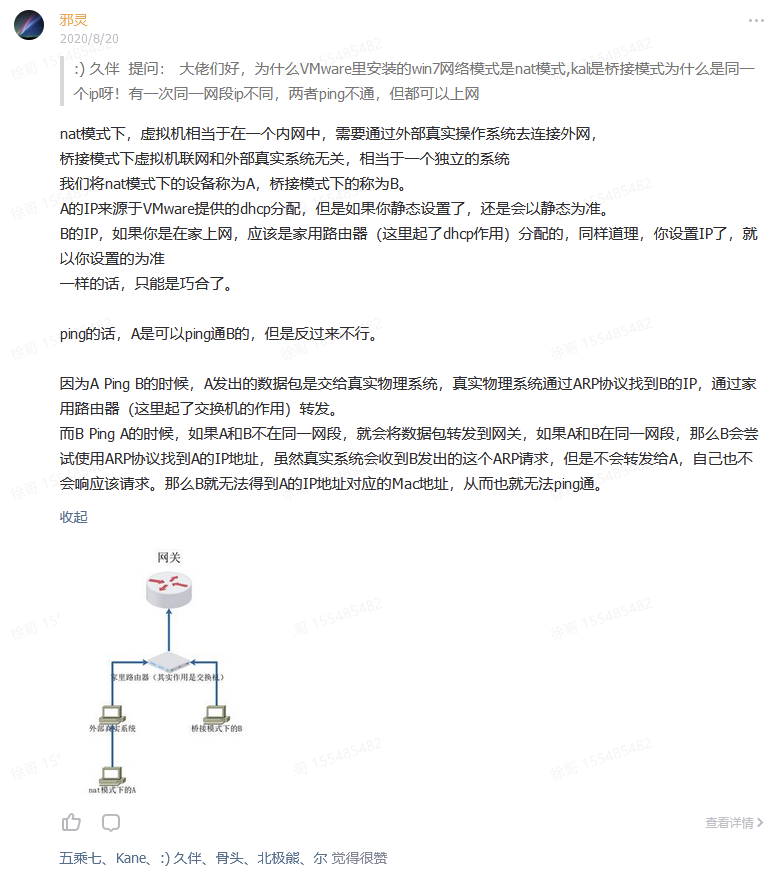 邪灵
2020/8/20
:) 久伴 提问： 大佬们好，为什么VMware里安装的win7网络模式是nat模式,kali是桥接模式为什么是同一
个ip呀！有一次同一网段ip不同，两者ping不通，但都可以上网
nat模式下，虚拟机相当于在一个内网中，需要通过外部真实操作系统去连接外网，
桥接模式下虚拟机联网和外部真实系统无关，相当于一个独立的系统
我们将nat模式下的设备称为A，桥接模式下的称为B。
A的IP来源于VMware提供的dhcp分配，但是如果你静态设置了，还是会以静态为准。
B的IP，如果你是在家上网，应该是家用路由器（这里起了dhcp作用）分配的，同样道理，你设置IP了，就
以你设置的为准
一样的话，只能是巧合了。
ping的话，A是可以ping通B的，但是反过来不行。
因为A Ping B的时候，A发出的数据包是交给真实物理系统，真实物理系统通过ARP协议找到B的IP，通过家
用路由器（这里起了交换机的作用）转发。
而B Ping A的时候，如果A和B不在同一网段，就会将数据包转发到网关，如果A和B在同一网段，那么B会尝
试使用ARP协议找到A的IP地址，虽然真实系统会收到B发出的这个ARP请求，但是不会转发给A，自己也不
会响应该请求。那么B就无法得到A的IP地址对应的Mac地址，从而也就无法ping通。
收起
网关
家里路由器（其实作用是交换机）
外部真实系统
桥接模式下的B
nat模式下的A
查看详情
五乘七、Kane、:) 久伴、骨头、北极熊、尔 觉得很赞
徐哥 155485482